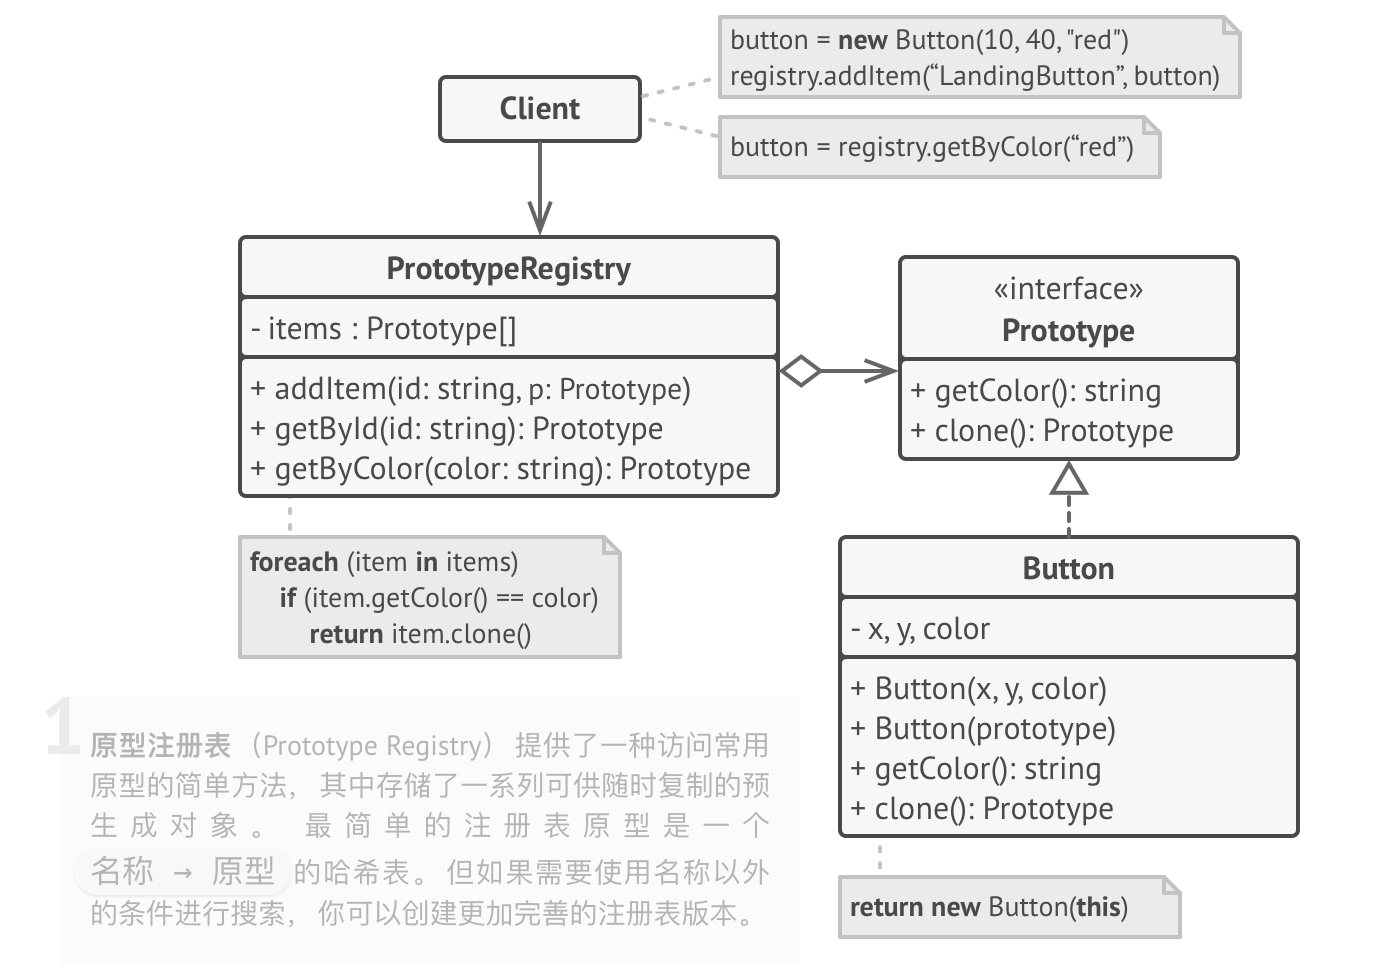 button = new Button(10, 40, "red")
registry.addItem(“LandingButton”, button)
Client
button = registry.getByColor(“red”)
PrototypeRegistry
- items : Prototype[]
+ addItem(id: string, p: Prototype)
+ getById(id: string): Prototype
+ getByColor(color: string): Prototype
«interface»
Prototype
+ getColor(): string
+ clone(): Prototype
foreach (item in items)
if (item.getColor() == color)
return item.clone()
Button
- x, y, color
+ Button(x, y, color)
+ Button(prototype)
+ getColor(): string
+ clone(): Prototype
return new Button(this)
1
原型注册表 （Prototype Registry） 提供了一种访问常用
原型的简单方法， 其中存储了一系列可供随时复制的预
生成对象。 最简单的注册表原型是一个
名称 → 原型 的哈希表。 但如果需要使用名称以外
的条件进行搜索， 你可以创建更加完善的注册表版本。